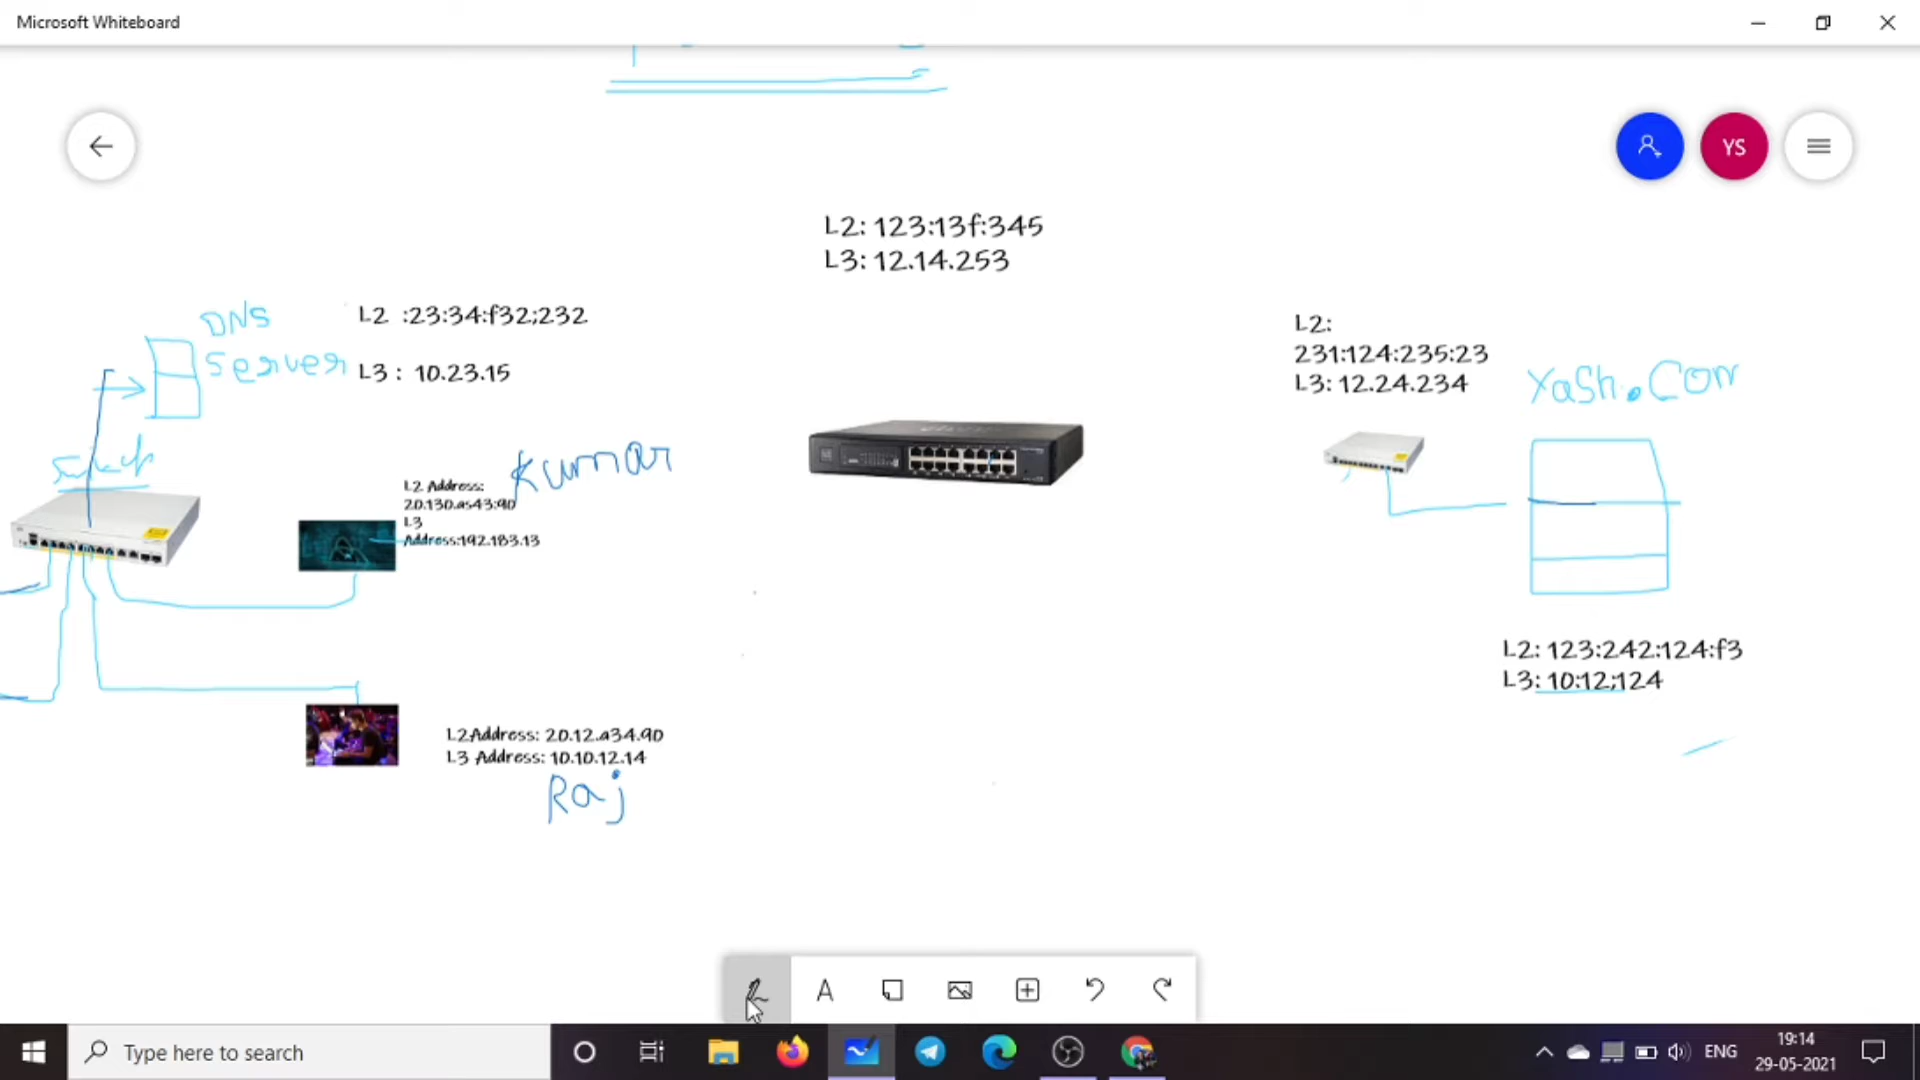 Microsoft Whiteboard
YS
L2: 123:13f:345
L3: 12.14.253
DNS
Server
L2 :23:34:f32;232
L3 : 10.23.15
L2:
231:124:235:23
L3: 12.24.234
Yash.Com
Switch
Kumar
L2 Address:
20.130.as43:90
L3
Address:192.183.13
L2: 123:242:124:f3
L3: 10:12;124
L2Address: 20.12.a34.90
L3 Address: 10.10.12.14
Raj
A
Type here to search
ENG
19:14
29-05-2021